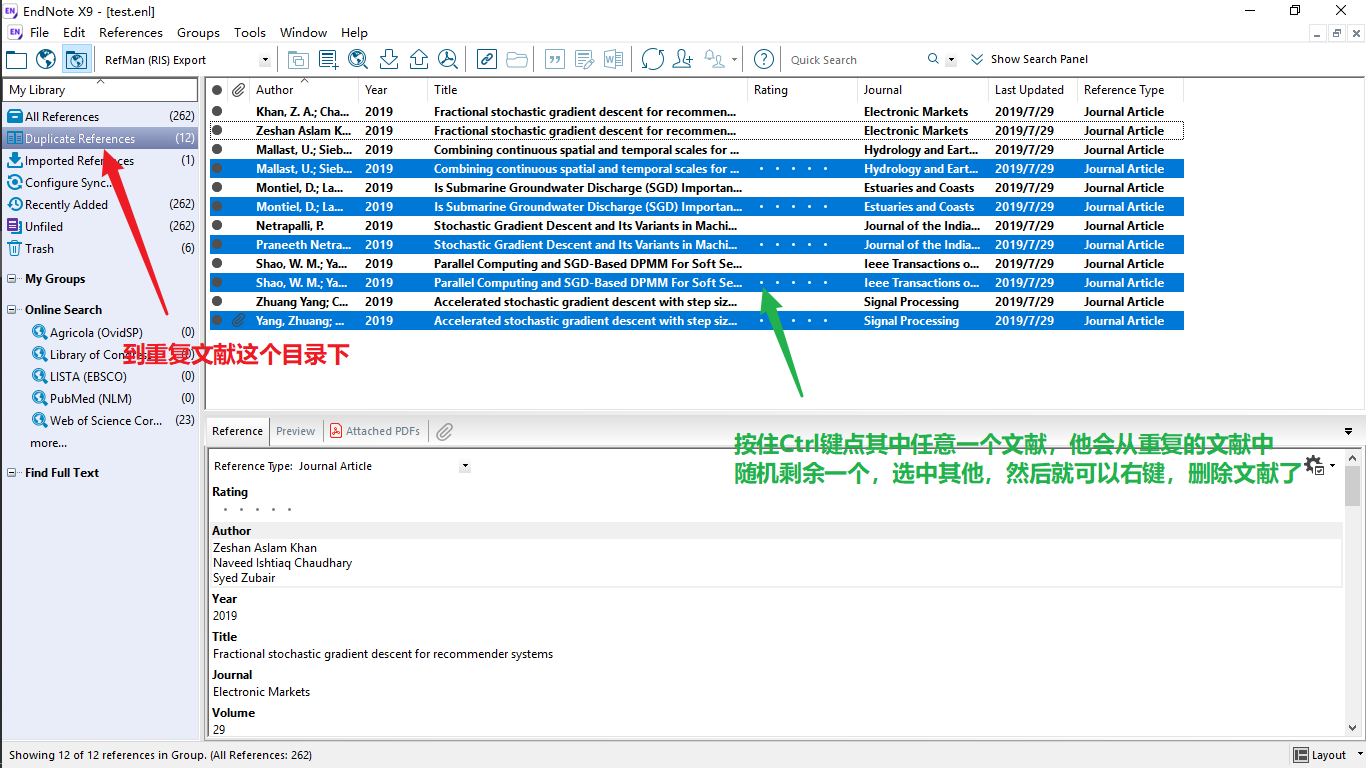 EndNote X9 - [test.enl]
File Edit References Groups Tools Window Help
RefMan (RIS) Export
Quick Search
Show Search Panel
My Library
All References (262)
Duplicate References (12)
Imported References (1)
Configure Sync...
Recently Added (262)
Unfiled (262)
Trash (6)
My Groups
Online Search
Agricola (OvidSP) (0)
Library of Congres... (0)
LISTA (EBSCO) (0)
PubMed (NLM) (0)
Web of Science Cor... (23)
more...
Find Full Text
到重复文献这个目录下
Author Year Title Rating Journal Last Updated Reference Type
Khan, Z. A.; Cha... 2019 Fractional stochastic gradient descent for recommen... Electronic Markets 2019/7/29 Journal Article
Zeshan Aslam K... 2019 Fractional stochastic gradient descent for recommen... Electronic Markets 2019/7/29 Journal Article
Mallast, U.; Sieb... 2019 Combining continuous spatial and temporal scales for ... Hydrology and Eart... 2019/7/29 Journal Article
Mallast, U.; Sieb... 2019 Combining continuous spatial and temporal scales for ... Hydrology and Eart... 2019/7/29 Journal Article
Montiel, D.; La... 2019 Is Submarine Groundwater Discharge (SGD) Importan... Estuaries and Coasts 2019/7/29 Journal Article
Montiel, D.; La... 2019 Is Submarine Groundwater Discharge (SGD) Importan... Estuaries and Coasts 2019/7/29 Journal Article
Netrapalli, P. 2019 Stochastic Gradient Descent and Its Variants in Machi... Journal of the India... 2019/7/29 Journal Article
Praneeth Netra... 2019 Stochastic Gradient Descent and Its Variants in Machi... Journal of the India... 2019/7/29 Journal Article
Shao, W. M.; Ya... 2019 Parallel Computing and SGD-Based DPMM For Soft Se... Ieee Transactions o... 2019/7/29 Journal Article
Shao, W. M.; Ya... 2019 Parallel Computing and SGD-Based DPMM For Soft Se... Ieee Transactions o... 2019/7/29 Journal Article
Zhuang Yang; C... 2019 Accelerated stochastic gradient descent with step siz... Signal Processing 2019/7/29 Journal Article
Yang, Zhuang; ... 2019 Accelerated stochastic gradient descent with step siz... Signal Processing 2019/7/29 Journal Article
Reference Preview Attached PDFs
按住Ctrl键点其中任意一个文献，他会从重复的文献中
随机剩余一个，选中其他，然后就可以右键，删除文献了
Reference Type: Journal Article
Rating
Author
Zeshan Aslam Khan
Naveed Ishtiaq Chaudhary
Syed Zubair
Year
2019
Title
Fractional stochastic gradient descent for recommender systems
Journal
Electronic Markets
Volume
29
Showing 12 of 12 references in Group. (All References: 262)
Layout